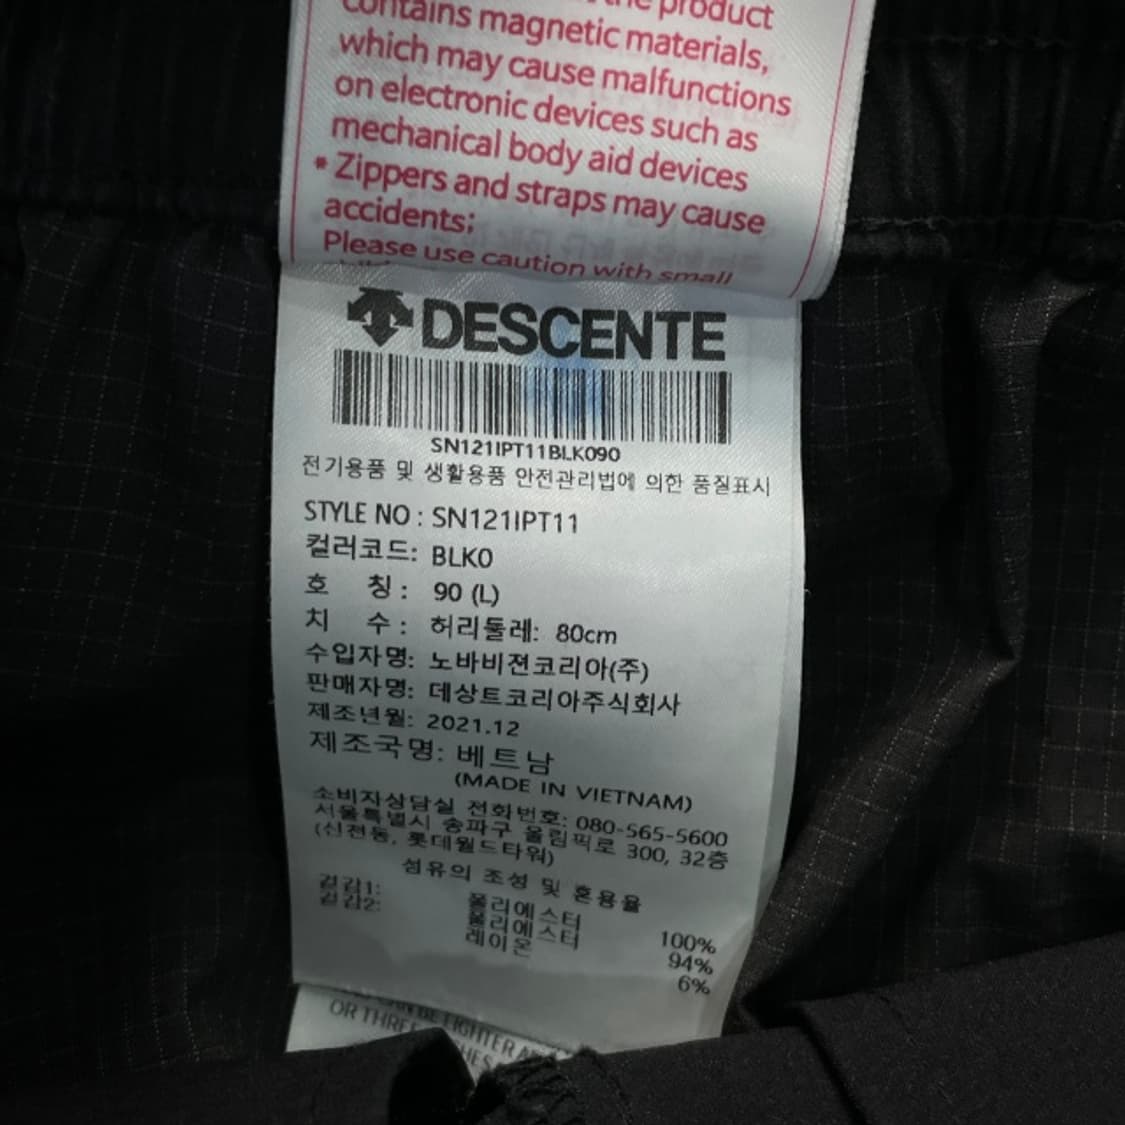 the product
contains magnetic materials,
which may cause malfunctions
on electronic devices such as
mechanical body aid devices
* Zippers and straps may cause
accidents;
Please use caution with small
DESCENTE
SN121IPT11BLK090
전기용품 및 생활용품 안전관리법에 의한 품질표시
STYLE NO : SN121IPT11
컬러코드: BLK0
호 칭 : 90 (L)
치 수 : 허리둘레: 80cm
수입자명: 노바비젼코리아(주)
판매자명: 데상트코리아주식회사
제조년월: 2021.12
제조국명: 베트남
(MADE IN VIETNAM)
소비자상담실 전화번호: 080-565-5600
서울특별시 송파구 올림픽로 300, 32층
(신천동, 롯데월드타워)
섬유의 조성 및 혼용율
겉감1: 폴리에스터 100%
겉감2: 폴리에스터 94%
레이온 6%
BE LIGHTER
OR THREE